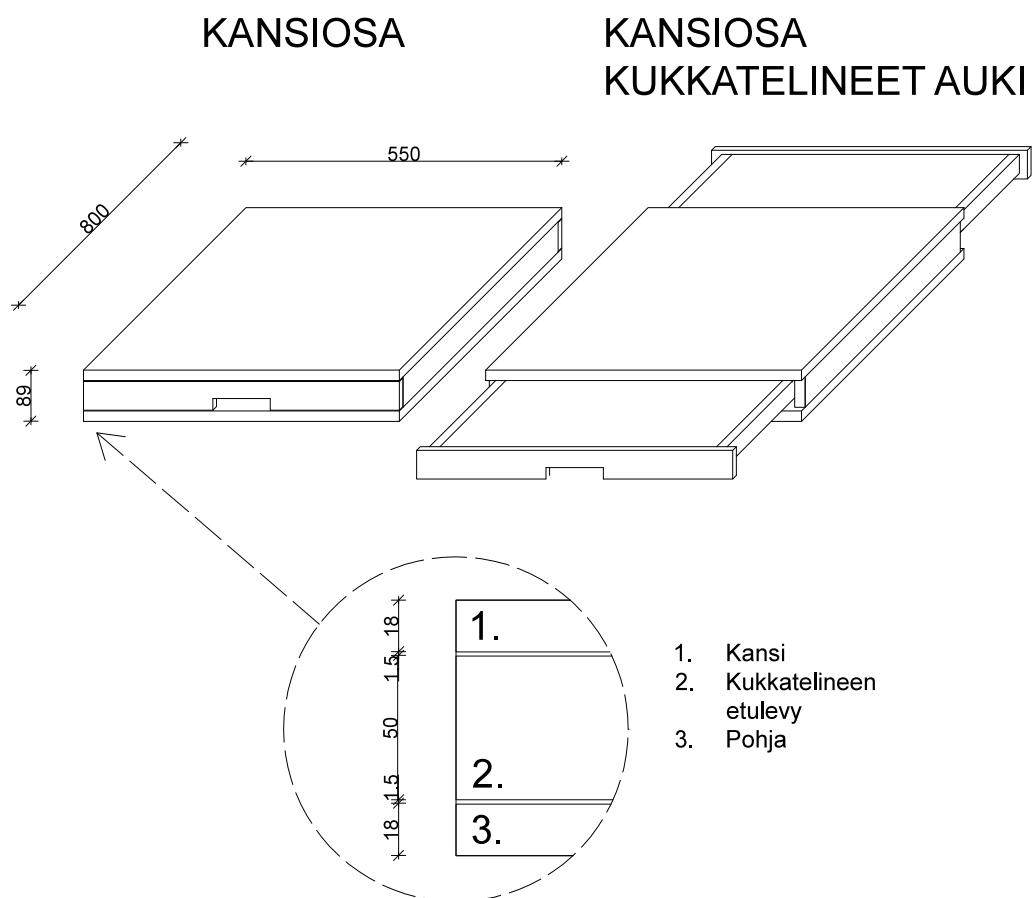 KANSIOSA
KANSIOSA
KUKKATELINEET AUKI
550
800
89
18
1.5
50
1.5
18
1.
2.
3.
1. Kansi
2. Kukkatelineen
etulevy
3. Pohja